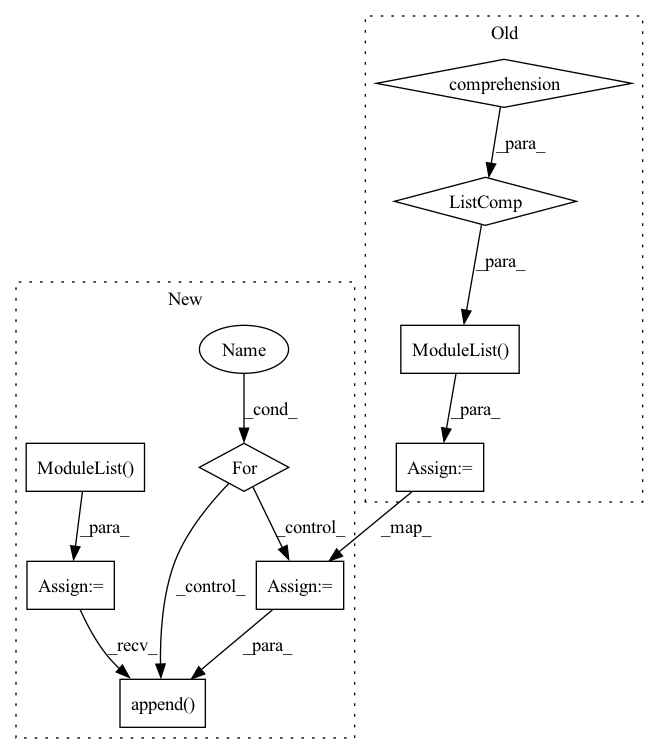 Old
comprehension
_para_
ListComp
_para_
New
Name
ModuleList()
_cond_
_para_
ModuleList()
For
Assign:=
_para_
_control_
_map_
Assign:=
_control_
Assign:=
_recv_
_para_
append()